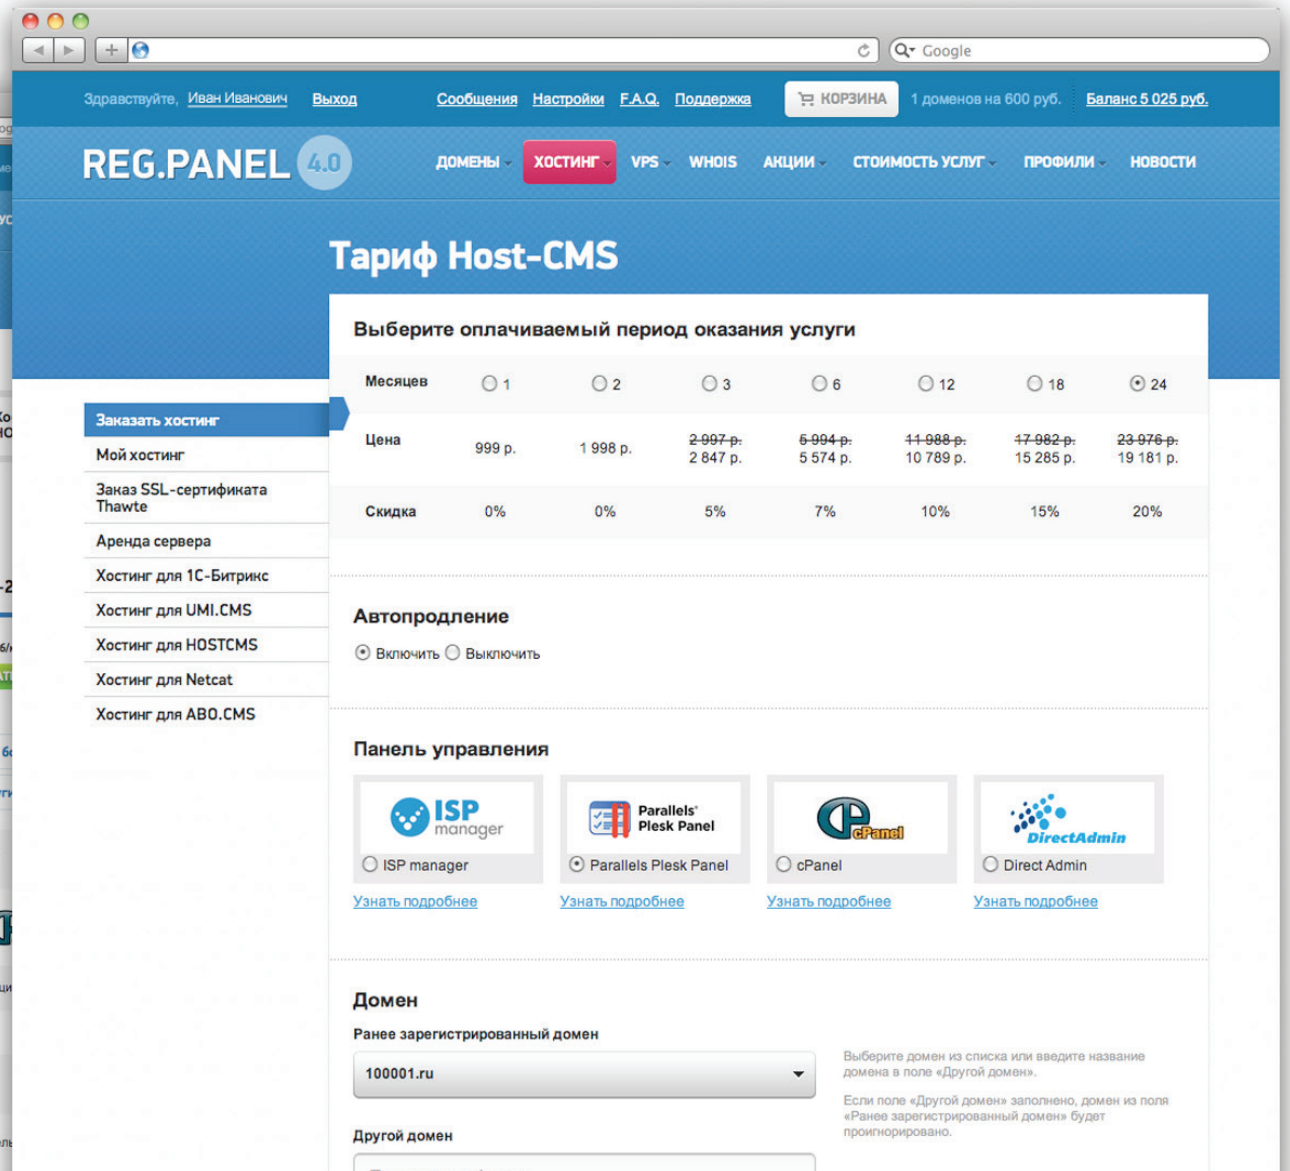 Google
Здравствуйте, Иван Иванович Выход Сообщения Настройки F.A.Q. Поддержка КОРЗИНА 1 доменов на 600 руб. Баланс 5 025 руб.
REG.PANEL 4.0 ДОМЕНЫ ХОСТИНГ VPS WHOIS АКЦИИ СТОИМОСТЬ УСЛУГ ПРОФИЛИ НОВОСТИ
Тариф Host-CMS
Выберите оплачиваемый период оказания услуги
Месяцев 1 2 3 6 12 18 24
Цена 999 р. 1 998 р. 2 997 р. 5 994 р. 11 988 р. 17 982 р. 23 976 р.
2 847 р. 5 574 р. 10 789 р. 15 285 р. 19 181 р.
Скидка 0% 0% 5% 7% 10% 15% 20%
Заказать хостинг
Мой хостинг
Заказ SSL-сертификата
Thawte
Аренда сервера
Хостинг для 1С-Битрикс
Хостинг для UMI.CMS
Хостинг для HOSTCMS
Хостинг для Netcat
Хостинг для ABO.CMS
Автопродление
Включить Выключить
Панель управления
ISP manager
Parallels® Plesk Panel
cPanel
DirectAdmin
ISP manager Parallels Plesk Panel cPanel Direct Admin
Узнать подробнее Узнать подробнее Узнать подробнее Узнать подробнее
Домен
Ранее зарегистрированный домен
100001.ru
Выберите домен из списка или введите название
домена в поле «Другой домен».
Если поле «Другой домен» заполнено, домен из поля
«Ранее зарегистрированный домен» будет
проигнорировано.
Другой домен